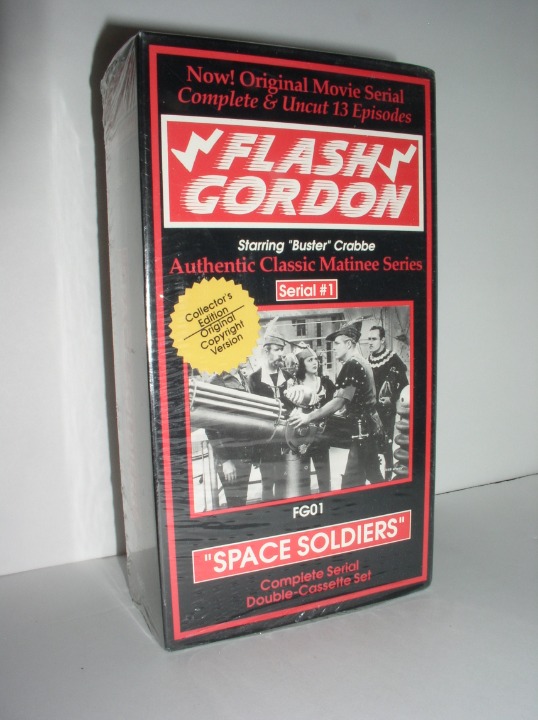 Now! Original Movie Serial
Complete & Uncut 13 Episodes
FLASH
GORDON
Starring "Buster" Crabbe
Authentic Classic Matinee Series
Serial #1
Collector's
Edition
Original
Copyright
Version
FG01
"SPACE SOLDIERS"
Complete Serial
Double-Cassette Set